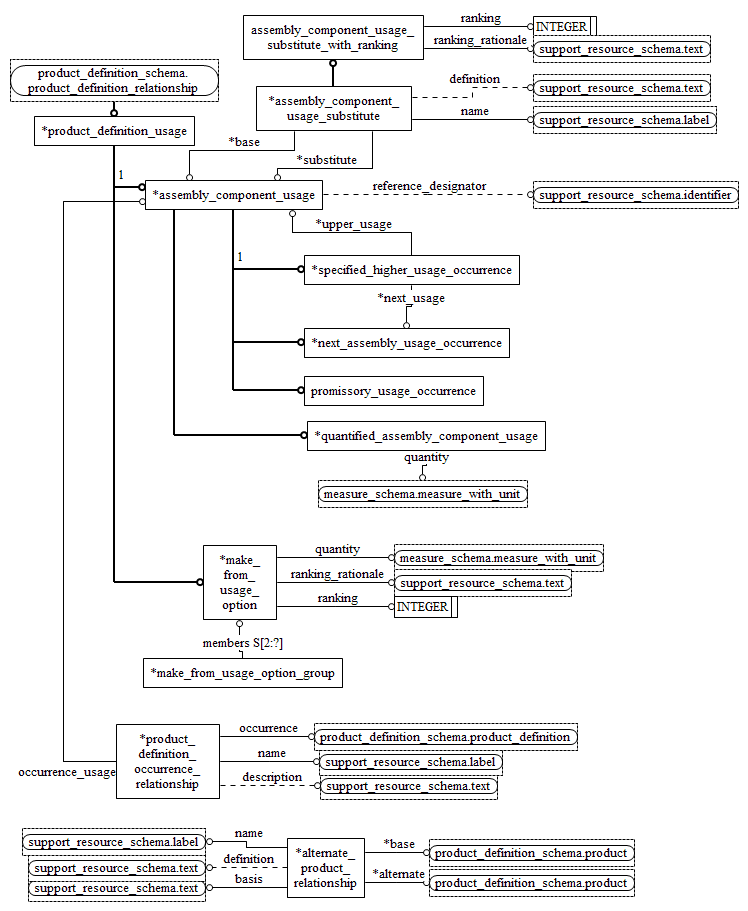 assembly_component_usage_
substitute_with_ranking
ranking
INTEGER
ranking_rationale
support_resource_schema.text
product_definition_schema.
product_definition_relationship
*assembly_component_
usage_substitute
definition
support_resource_schema.text
name
support_resource_schema.label
*product_definition_usage
*base
*substitute
1
*assembly_component_usage
reference_designator
support_resource_schema.identifier
*upper_usage
1
*specified_higher_usage_occurrence
*next_usage
*next_assembly_usage_occurrence
promissory_usage_occurrence
*quantified_assembly_component_usage
quantity
measure_schema.measure_with_unit
*make_
from_
usage_
option
quantity
measure_schema.measure_with_unit
ranking_rationale
support_resource_schema.text
ranking
INTEGER
members S[2:?]
*make_from_usage_option_group
*product_
definition_
occurrence_
relationship
occurrence
product_definition_schema.product_definition
name
support_resource_schema.label
description
support_resource_schema.text
occurrence_usage
name
support_resource_schema.label
definition
support_resource_schema.text
basis
support_resource_schema.text
*alternate_
product_
relationship
*base
product_definition_schema.product
*alternate
product_definition_schema.product